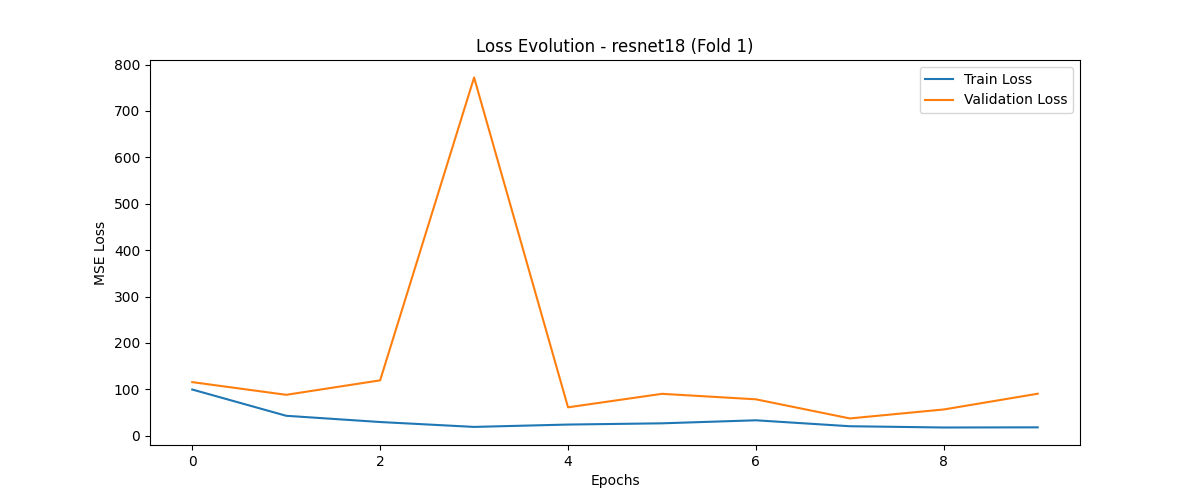 Loss Evolution - resnet18 (Fold 1)
Train Loss
Validation Loss
MSE Loss
800
700
600
500
400
300
200
100
0
0 2 4 6 8
Epochs